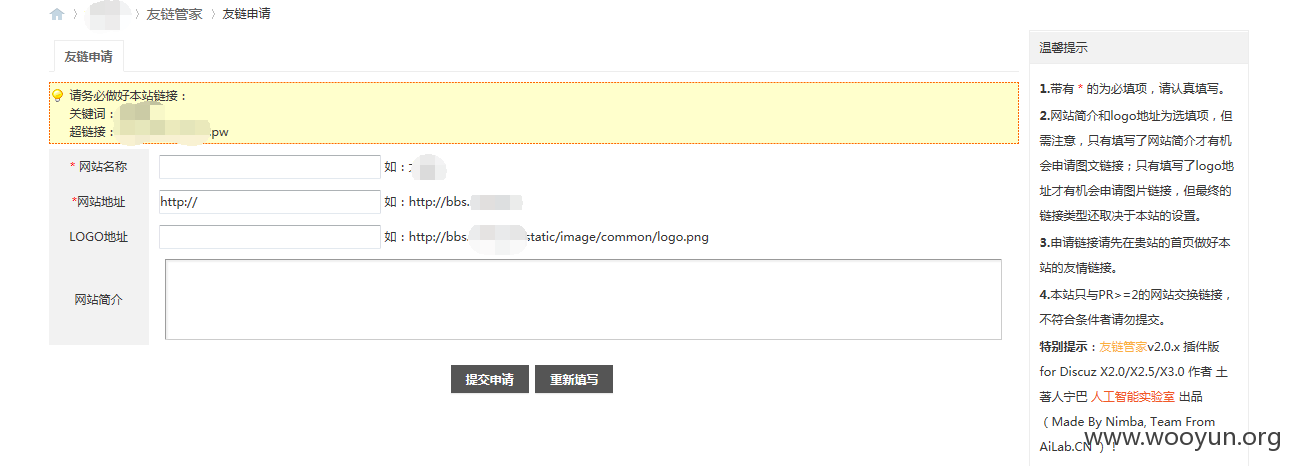 〉 〉友链管家 〉友链申请
友链申请
请务必做好本站链接：
关键词：
超链接： .pw
* 网站名称 如：
*网站地址 http:// 如：http://bbs.
LOGO地址 如：http://bbs. static/image/common/logo.png
网站简介
提交申请 重新填写
温馨提示
1.带有 * 的为必填项，请认真填写。
2.网站简介和logo地址为选填项，但
需注意，只有填写了网站简介才有机
会申请图文链接；只有填写了logo地
址才有机会申请图片链接，但最终的
链接类型还取决于本站的设置。
3.申请链接请先在贵站的首页做好本
站的友情链接。
4.本站只与PR>=2的网站交换链接，
不符合条件者请勿提交。
特别提示：友链管家v2.0.x 插件版
for Discuz X2.0/X2.5/X3.0 作者 土
著人宁巴 人工智能实验室 出品
（Made By Nimba, Team From
AiLab.CN ）！
www.wooyun.org